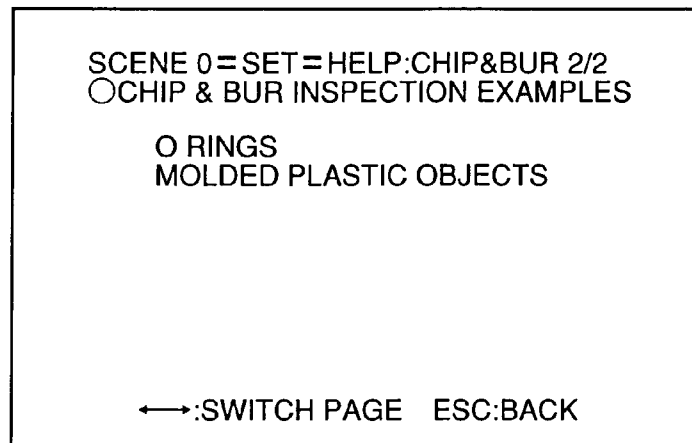 SCENE 0=SET=HELP:CHIP&BUR 2/2
○CHIP & BUR INSPECTION EXAMPLES
O RINGS
MOLDED PLASTIC OBJECTS
←→:SWITCH PAGE ESC:BACK